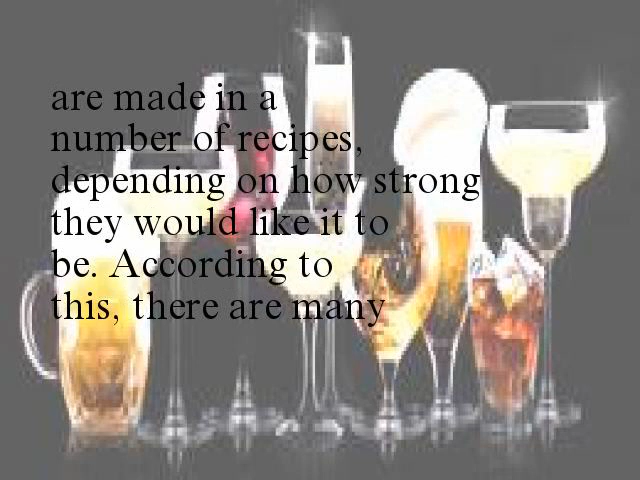 are made in a
number of recipes,
depending on how strong
they would like it to
be. According to
this, there are many